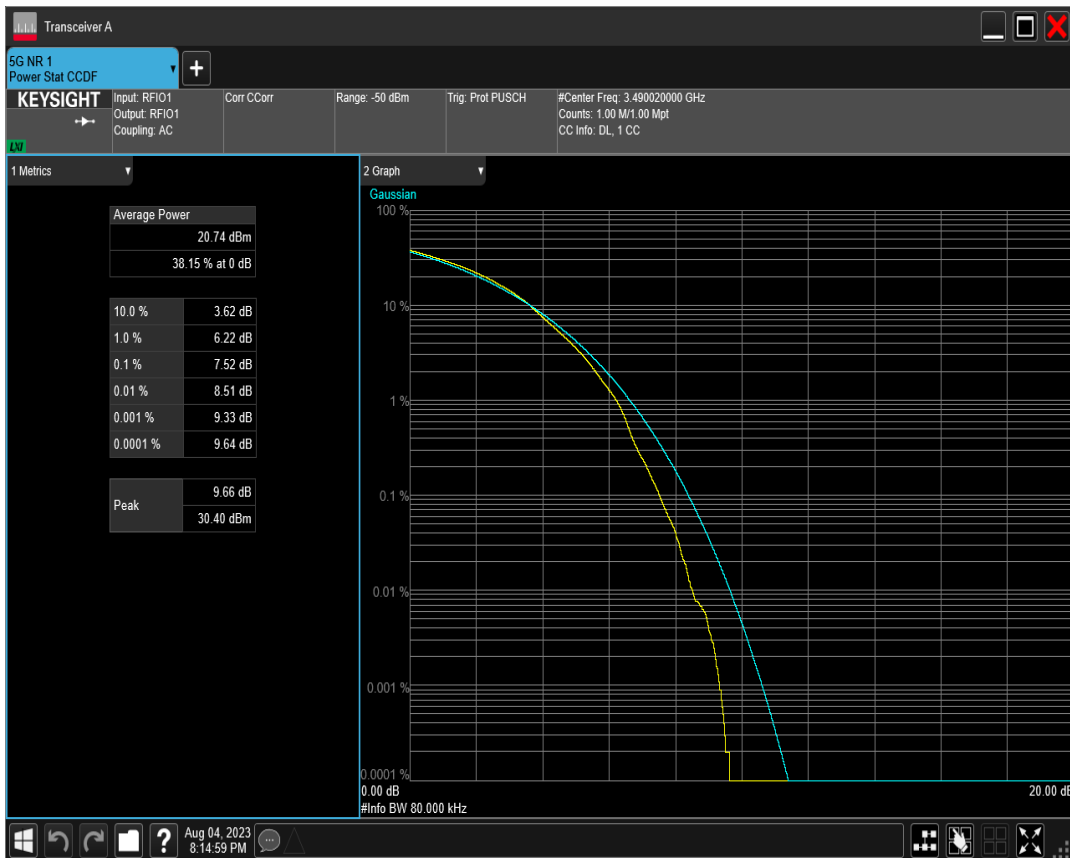 Transceiver A
5G NR 1
Power Stat CCDF
+
KEYSIGHT
LXI
Input: RFIO1
Output: RFIO1
Coupling: AC
Corr CCorr
Range: -50 dBm
Trig: Prot PUSCH
#Center Freq: 3.490020000 GHz
Counts: 1.00 M/1.00 Mpt
CC Info: DL, 1 CC
1 Metrics
Average Power
20.74 dBm
38.15 % at 0 dB
10.0 % 3.62 dB
1.0 % 6.22 dB
0.1 % 7.52 dB
0.01 % 8.51 dB
0.001 % 9.33 dB
0.0001 % 9.64 dB
Peak 9.66 dB
30.40 dBm
2 Graph
Gaussian
100 %
10 %
1 %
0.1 %
0.01 %
0.001 %
0.0001 %
0.00 dB 20.00 dB
#Info BW 80.000 kHz
?
Aug 04, 2023
8:14:59 PM